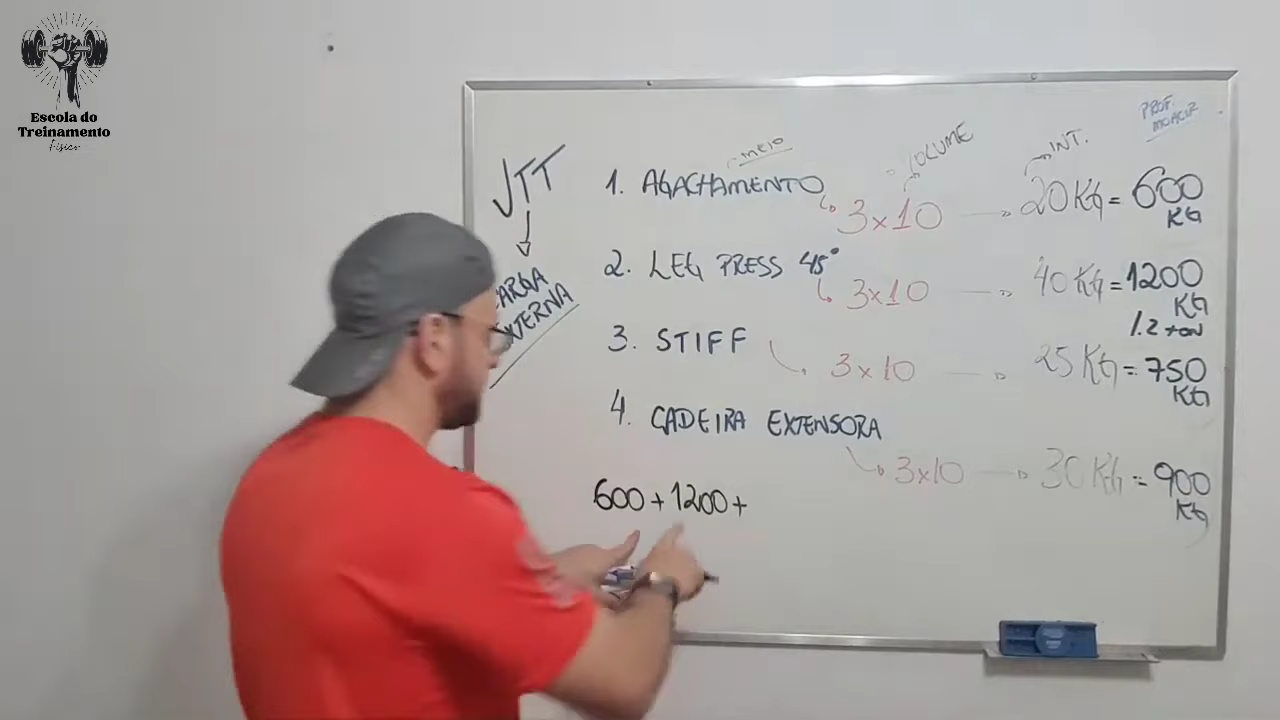 Escola do
Treinamento
Físico
PROF.
MOACIR
VTT
CARGA
EXTERNA
MEIO
VOLUME
INT.
1. AGACHAMENTO
3x10 20 Kg = 600
KG
2. LEG PRESS 45°
3x10 40 Kg = 1200
KG
1.2 ton
3. STIFF
3x10 25 Kg = 750
KG
4. CADEIRA EXTENSORA
3x10 30 Kg = 900
KG
600 + 1200 +